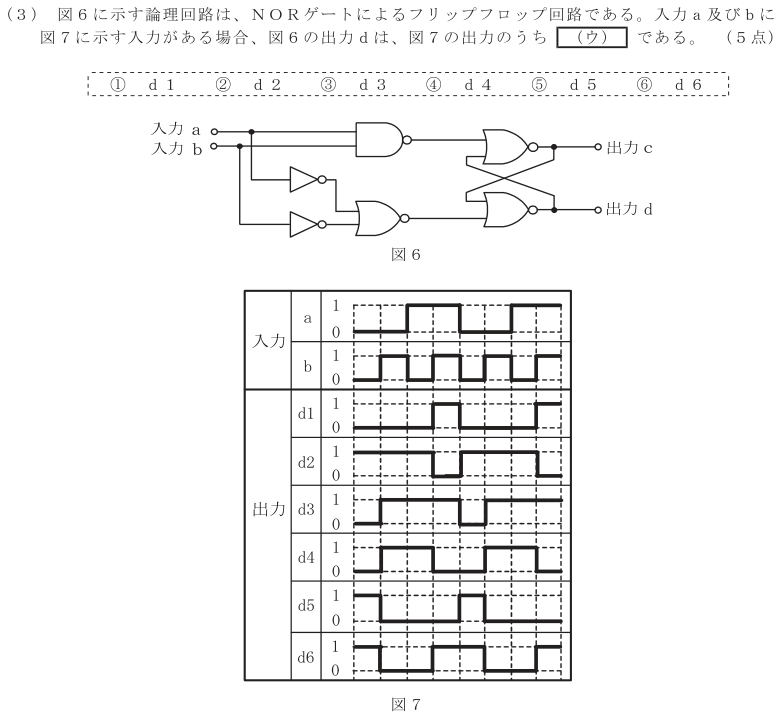 (3) 図6に示す論理回路は、NORゲートによるフリップフロップ回路である。入力a及びbに
図7に示す入力がある場合、図6の出力dは、図7の出力のうち (ウ) である。 (5点)
① d1 ② d2 ③ d3 ④ d4 ⑤ d5 ⑥ d6
入力 a
入力 b
出力 c
出力 d
図6
入力
a 1
0
b 1
0
出力
d1 1
0
d2 1
0
d3 1
0
d4 1
0
d5 1
0
d6 1
0
図7